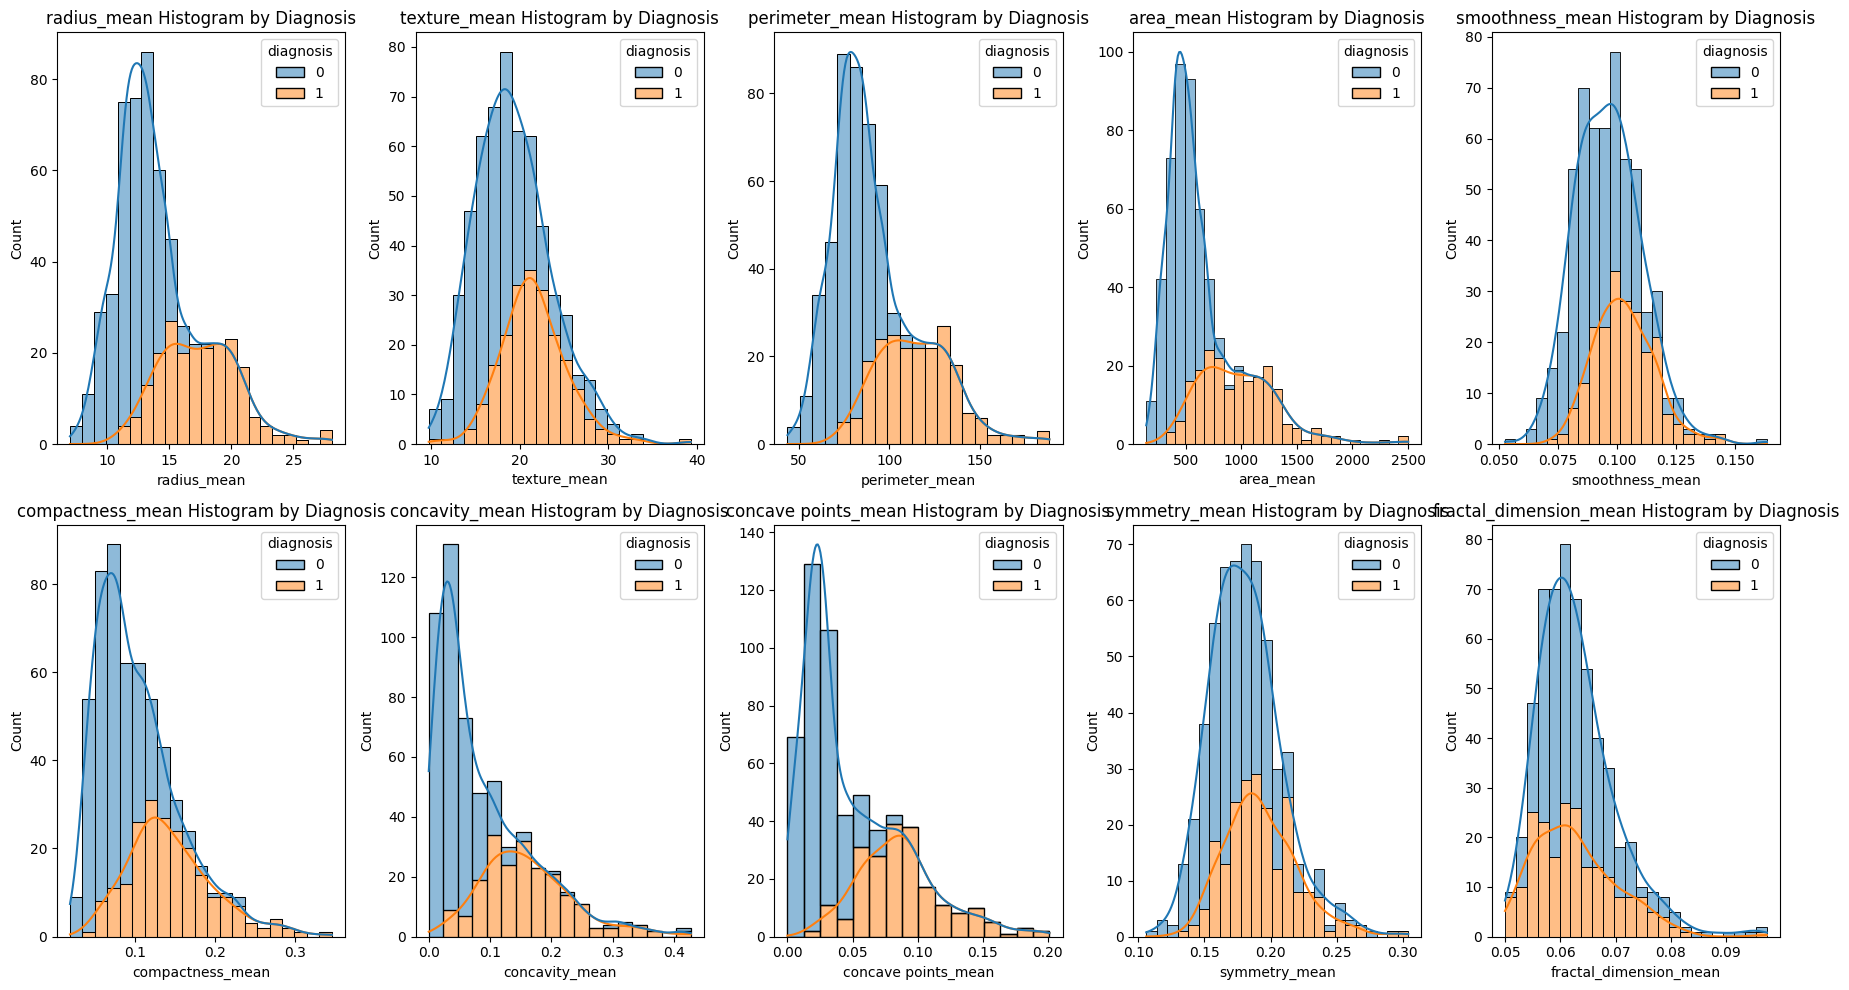 radius_mean Histogram by Diagnosis
diagnosis
0
1
Count
80
60
40
20
0
10 15 20 25
radius_mean
texture_mean Histogram by Diagnosis
diagnosis
0
1
Count
80
70
60
50
40
30
20
10
0
10 20 30 40
texture_mean
perimeter_mean Histogram by Diagnosis
diagnosis
0
1
Count
80
60
40
20
0
50 100 150
perimeter_mean
area_mean Histogram by Diagnosis
diagnosis
0
1
Count
100
80
60
40
20
0
500 1000 1500 2000 2500
area_mean
smoothness_mean Histogram by Diagnosis
diagnosis
0
1
Count
80
70
60
50
40
30
20
10
0
0.050 0.075 0.100 0.125 0.150
smoothness_mean
compactness_mean Histogram by Diagnosis
diagnosis
0
1
Count
80
60
40
20
0
0.1 0.2 0.3
compactness_mean
concavity_mean Histogram by Diagnosis
diagnosis
0
1
Count
120
100
80
60
40
20
0
0.0 0.1 0.2 0.3 0.4
concavity_mean
concave points_mean Histogram by Diagnosis
diagnosis
0
1
Count
140
120
100
80
60
40
20
0
0.00 0.05 0.10 0.15 0.20
concave points_mean
symmetry_mean Histogram by Diagnosis
diagnosis
0
1
Count
70
60
50
40
30
20
10
0
0.10 0.15 0.20 0.25 0.30
symmetry_mean
fractal_dimension_mean Histogram by Diagnosis
diagnosis
0
1
Count
80
70
60
50
40
30
20
10
0
0.05 0.06 0.07 0.08 0.09
fractal_dimension_mean